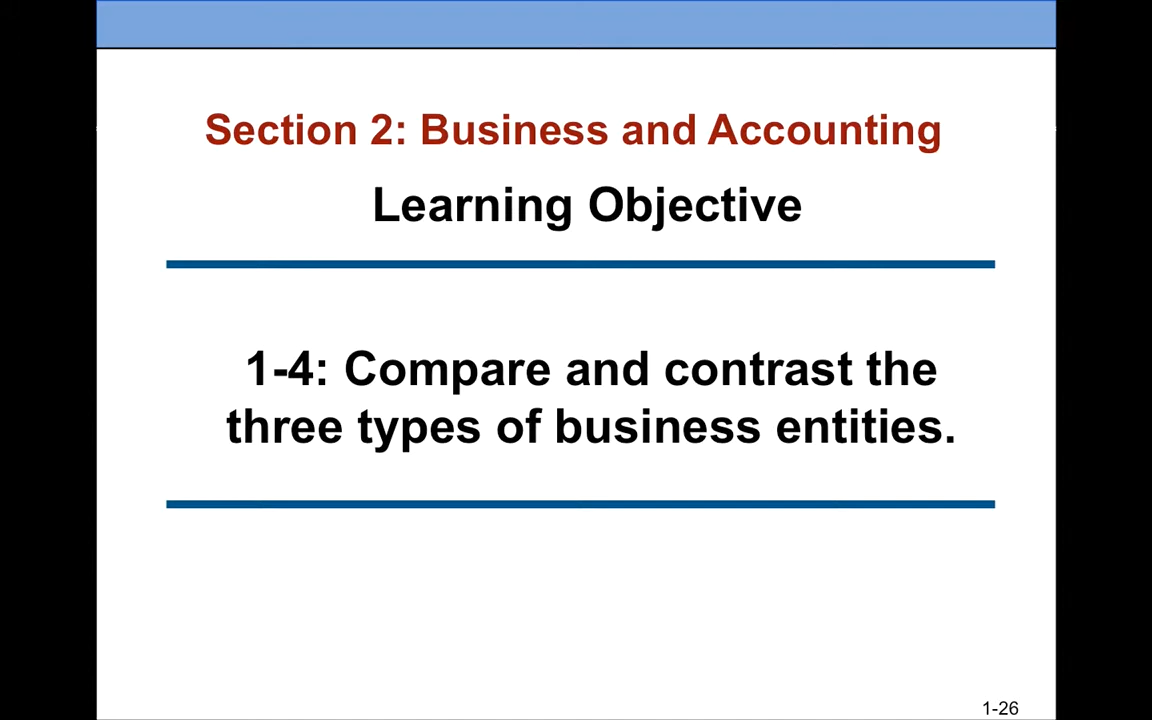 Section 2: Business and Accounting
Learning Objective
1-4: Compare and contrast the
three types of business entities.
1-26